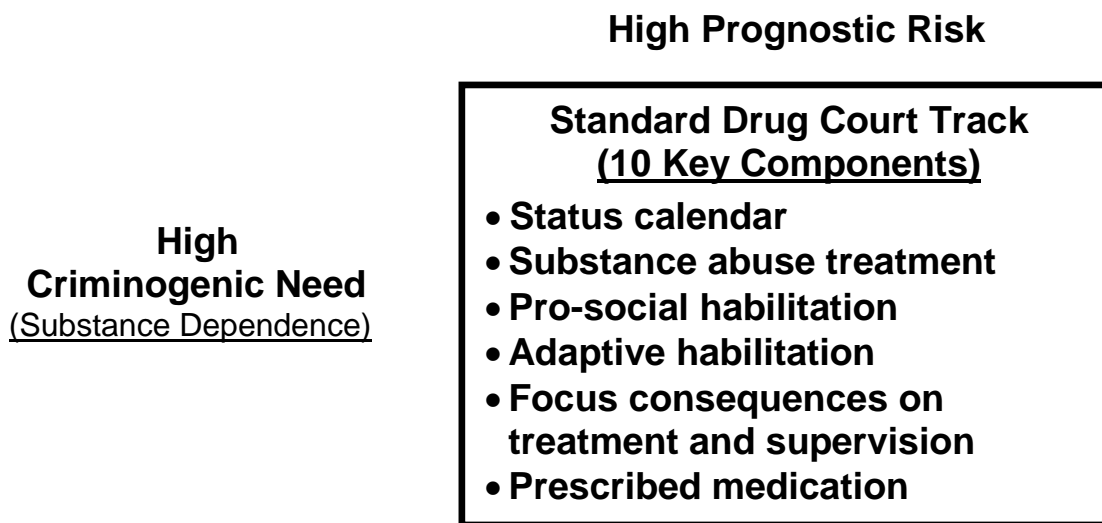 High Prognostic Risk
Standard Drug Court Track
(10 Key Components)
• Status calendar
• Substance abuse treatment
• Pro-social habilitation
• Adaptive habilitation
• Focus consequences on
treatment and supervision
• Prescribed medication
High
Criminogenic Need
(Substance Dependence)